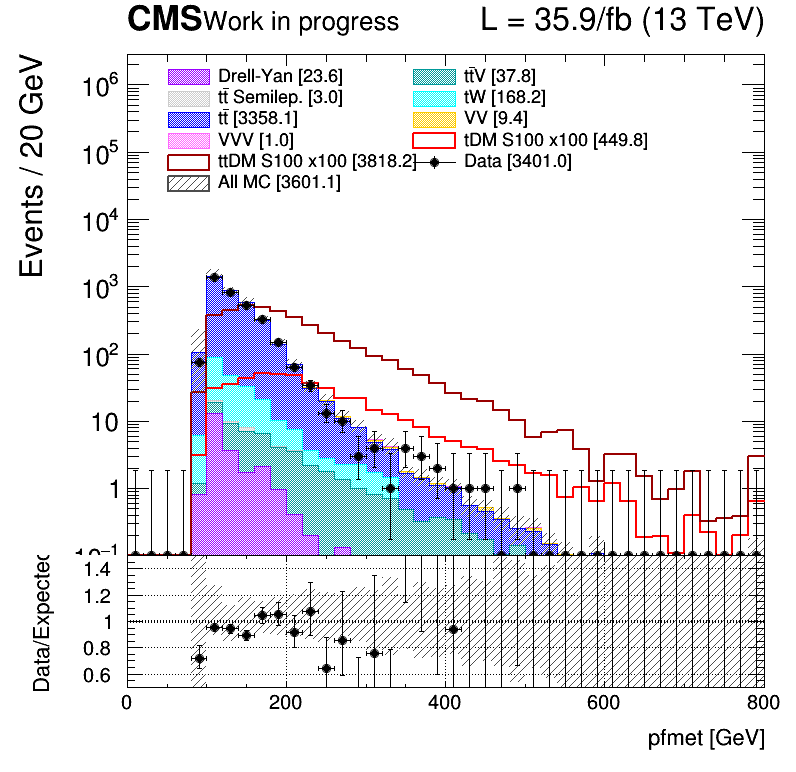 CMS Work in progress L = 35.9/fb (13 TeV)
Events / 20 GeV
Drell-Yan [23.6] tt̄V [37.8]
tt̄ Semilep. [3.0] tW [168.2]
tt̄ [3358.1] VV [9.4]
VVV [1.0] tDM S100 x100 [449.8]
ttDM S100 x100 [3818.2] Data [3401.0]
All MC [3601.1]
10⁶
10⁵
10⁴
10³
10²
10
1
10⁻¹
Data/Expected
1.4
1.2
1
0.8
0.6
0 200 400 600 800
pfmet [GeV]